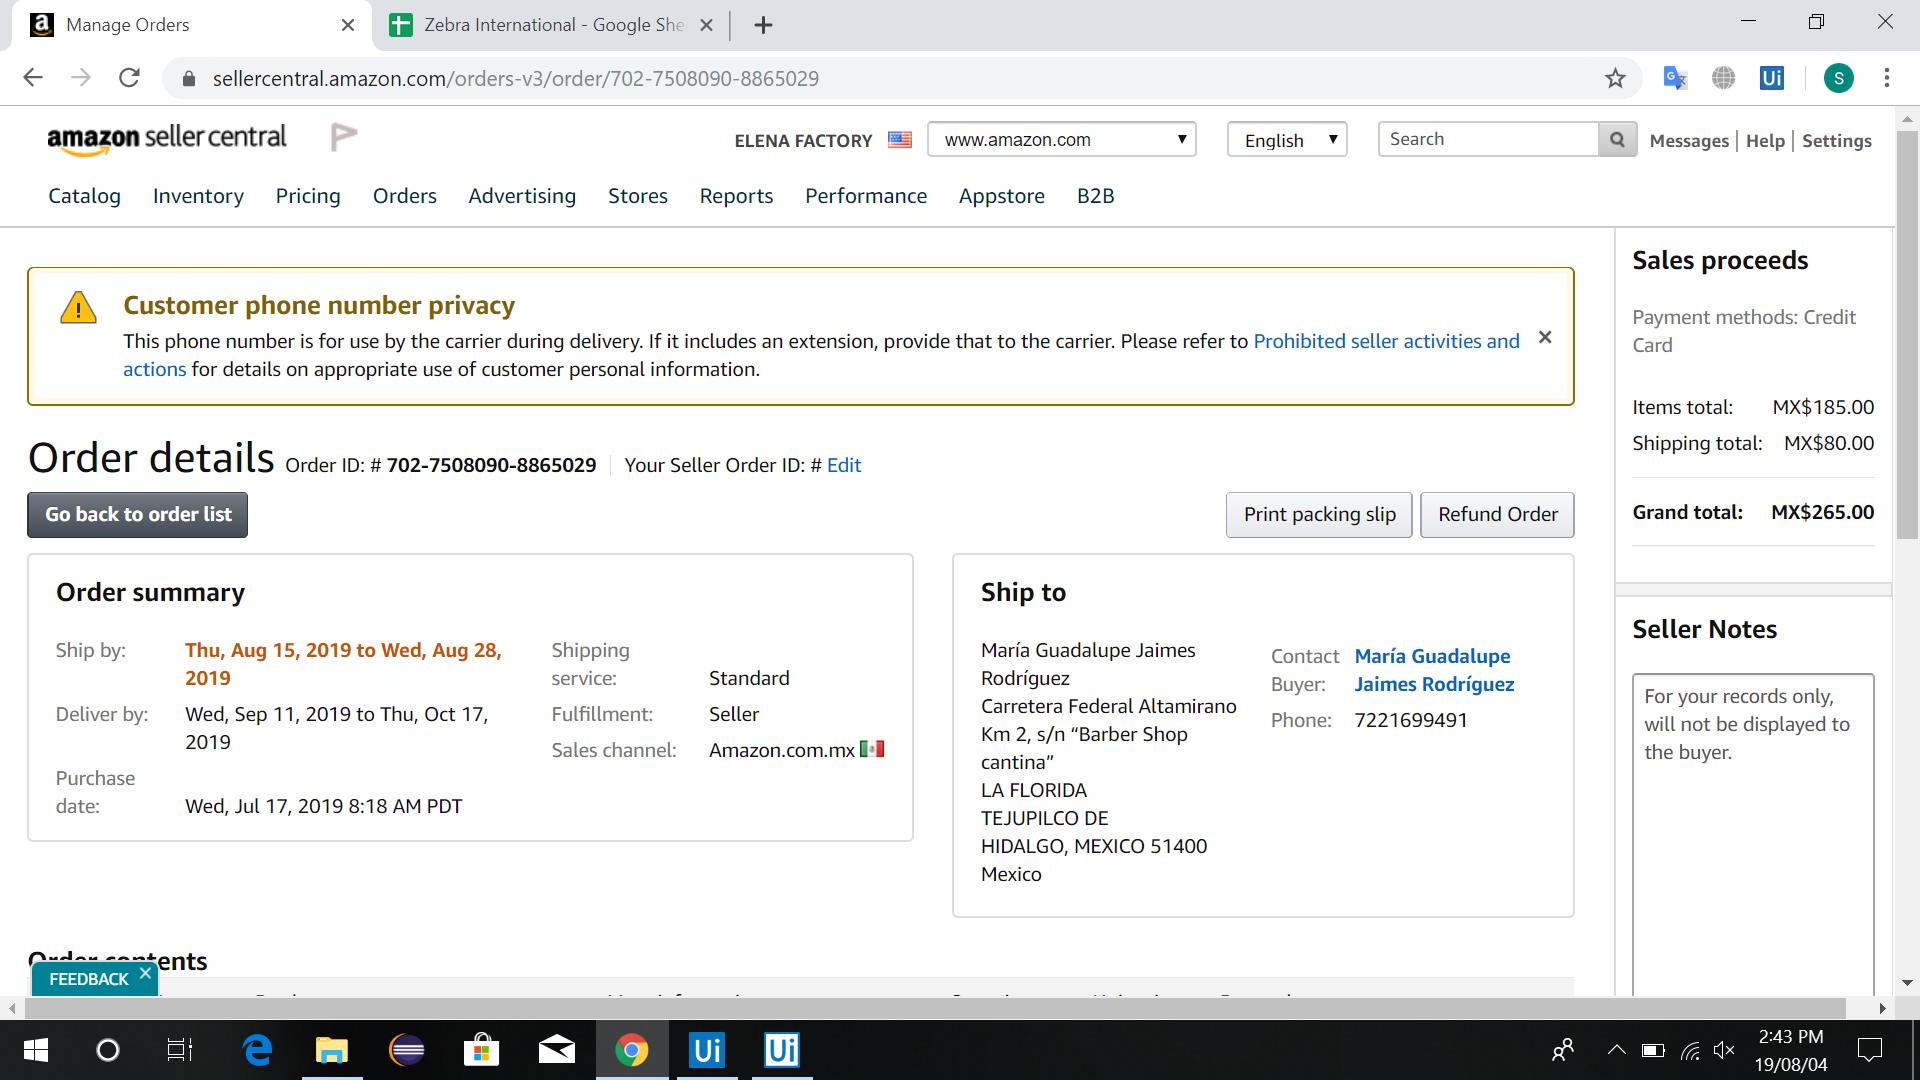 Manage Orders
Zebra International - Google She
sellercentral.amazon.com/orders-v3/order/702-7508090-8865029
Ui
S
amazon seller central
ELENA FACTORY
www.amazon.com
English
Search
Messages
Help
Settings
Catalog
Inventory
Pricing
Orders
Advertising
Stores
Reports
Performance
Appstore
B2B
Customer phone number privacy
This phone number is for use by the carrier during delivery. If it includes an extension, provide that to the carrier. Please refer to Prohibited seller activities and
actions for details on appropriate use of customer personal information.
Order details Order ID: # 702-7508090-8865029 Your Seller Order ID: # Edit
Go back to order list
Print packing slip
Refund Order
Order summary
Ship by: Thu, Aug 15, 2019 to Wed, Aug 28,
2019
Deliver by: Wed, Sep 11, 2019 to Thu, Oct 17,
2019
Purchase
date: Wed, Jul 17, 2019 8:18 AM PDT
Shipping
service: Standard
Fulfillment: Seller
Sales channel: Amazon.com.mx
Ship to
María Guadalupe Jaimes
Rodríguez
Carretera Federal Altamirano
Km 2, s/n “Barber Shop
cantina”
LA FLORIDA
TEJUPILCO DE
HIDALGO, MEXICO 51400
Mexico
Contact María Guadalupe
Buyer: Jaimes Rodríguez
Phone: 7221699491
Sales proceeds
Payment methods: Credit
Card
Items total: MX$185.00
Shipping total: MX$80.00
Grand total: MX$265.00
Seller Notes
For your records only,
will not be displayed to
the buyer.
Order contents
FEEDBACK
Ui
Ui
2:43 PM
19/08/04